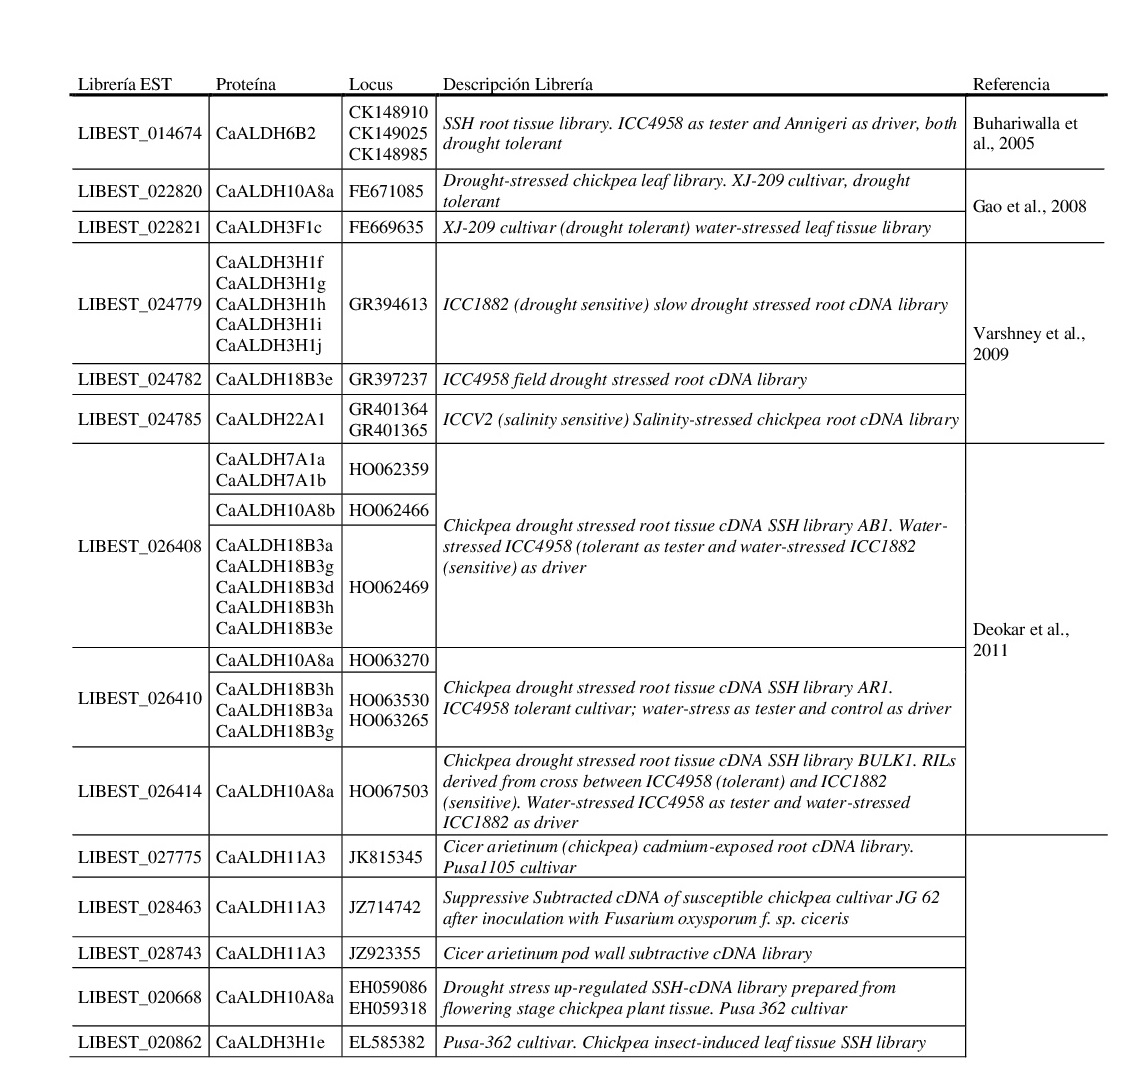 Librería EST Proteína Locus Descripción Librería Referencia
LIBEST_014674 CaALDH6B2
CK148910
CK149025
CK148985
SSH root tissue library. ICC4958 as tester and Annigeri as driver, both
drought tolerant
Buhariwalla et
al., 2005
LIBEST_022820 CaALDH10A8a FE671085
Drought-stressed chickpea leaf library. XJ-209 cultivar, drought
tolerant
Gao et al., 2008
LIBEST_022821 CaALDH3F1c FE669635 XJ-209 cultivar (drought tolerant) water-stressed leaf tissue library
LIBEST_024779
CaALDH3H1f
CaALDH3H1g
CaALDH3H1h
CaALDH3H1i
CaALDH3H1j
GR394613 ICC1882 (drought sensitive) slow drought stressed root cDNA library
Varshney et al.,
2009
LIBEST_024782 CaALDH18B3e GR397237 ICC4958 field drought stressed root cDNA library
LIBEST_024785 CaALDH22A1
GR401364
GR401365
ICCV2 (salinity sensitive) Salinity-stressed chickpea root cDNA library
LIBEST_026408
CaALDH7A1a
CaALDH7A1b
HO062359
CaALDH10A8b HO062466
CaALDH18B3a
CaALDH18B3g
CaALDH18B3d
CaALDH18B3h
CaALDH18B3e
HO062469
Chickpea drought stressed root tissue cDNA SSH library AB1. Water-
stressed ICC4958 (tolerant as tester and water-stressed ICC1882
(sensitive) as driver
Deokar et al.,
2011
LIBEST_026410
CaALDH10A8a HO063270
CaALDH18B3h
CaALDH18B3a
CaALDH18B3g
HO063530
HO063265
Chickpea drought stressed root tissue cDNA SSH library AR1.
ICC4958 tolerant cultivar; water-stress as tester and control as driver
LIBEST_026414 CaALDH10A8a HO067503
Chickpea drought stressed root tissue cDNA SSH library BULK1. RILs
derived from cross between ICC4958 (tolerant) and ICC1882
(sensitive). Water-stressed ICC4958 as tester and water-stressed
ICC1882 as driver
LIBEST_027775 CaALDH11A3 JK815345
Cicer arietinum (chickpea) cadmium-exposed root cDNA library.
Pusa1105 cultivar
LIBEST_028463 CaALDH11A3 JZ714742
Suppressive Subtracted cDNA of susceptible chickpea cultivar JG 62
after inoculation with Fusarium oxysporum f. sp. ciceris
LIBEST_028743 CaALDH11A3 JZ923355 Cicer arietinum pod wall subtractive cDNA library
LIBEST_020668 CaALDH10A8a
EH059086
EH059318
Drought stress up-regulated SSH-cDNA library prepared from
flowering stage chickpea plant tissue. Pusa 362 cultivar
LIBEST_020862 CaALDH3H1e EL585382 Pusa-362 cultivar. Chickpea insect-induced leaf tissue SSH library